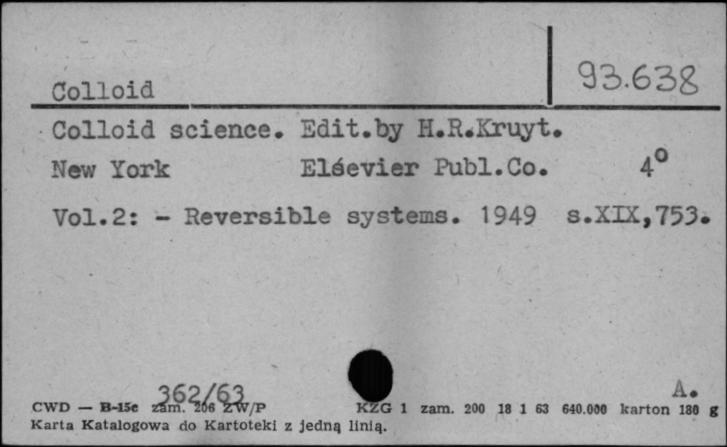 Colloid 93.638
Colloid science. Edit.by H.R.Kruyt.
New York Elsevier Publ.Co. 4°
Vol.2: - Reversible systems. 1949 s.XIX,753.
362/63 A.
CWD — B-15c zam. 206 ZW/P KZG 1 zam. 200 18 1 63 640.000 karton 180 g
Karta Katalogowa do Kartoteki z jedną linią.